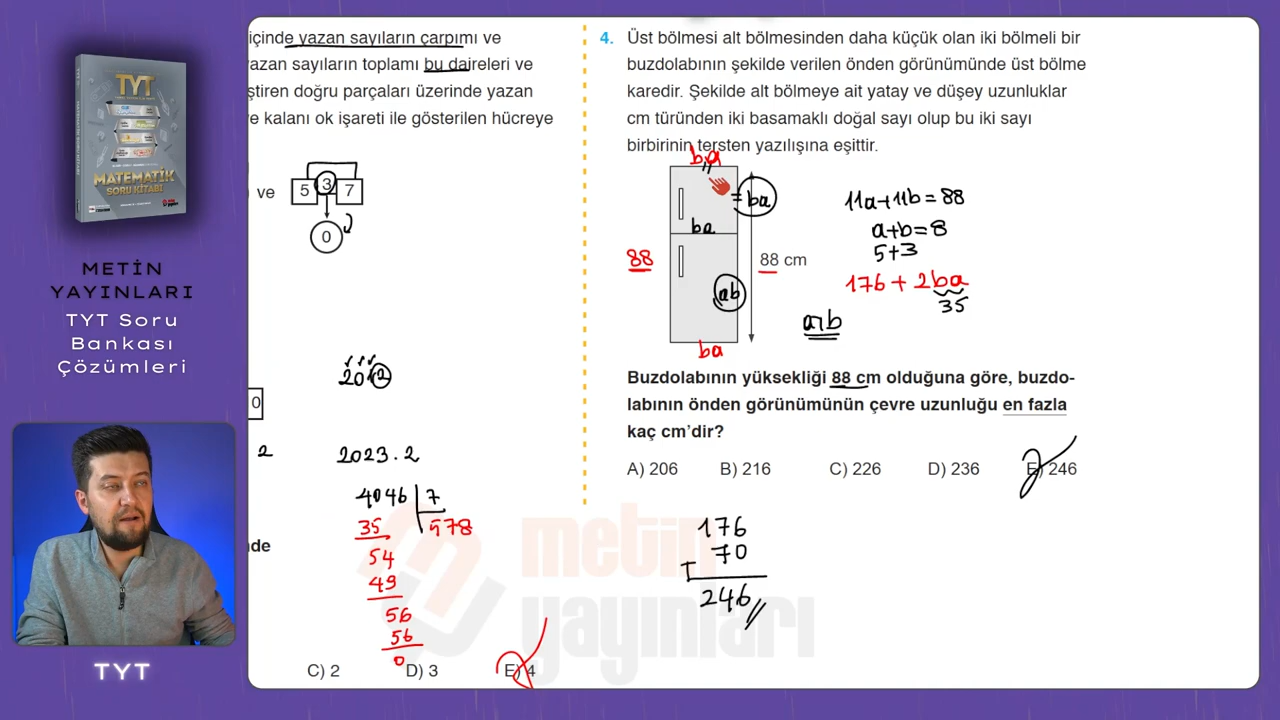 TYT
MATEMATİK
SORU KİTABI
METİN
YAYINLARI
TYT Soru
Bankası
Çözümleri
TYT
içinde yazan sayıların çarpımı ve
yazan sayıların toplamı bu daireleri ve
ştiren doğru parçaları üzerinde yazan
e kalanı ok işareti ile gösterilen hücreye
ve
5 3 7
0
2012
0
2
2023.2
4046 7
35 578
54
49
56
56
0
nde
C) 2 D) 3 E) 4
4. Üst bölmesi alt bölmesinden daha küçük olan iki bölmeli bir
buzdolabının şekilde verilen önden görünümünde üst bölme
karedir. Şekilde alt bölmeye ait yatay ve düşey uzunluklar
cm türünden iki basamaklı doğal sayı olup bu iki sayı
birbirinin tersten yazılışına eşittir.
ba
=ba
ba
88
88 cm
ab
ba
11a+11b=88
a+b=8
5+3
176+2ba
35
a>b
Buzdolabının yüksekliği 88 cm olduğuna göre, buzdo-
labının önden görünümünün çevre uzunluğu en fazla
kaç cm'dir?
A) 206 B) 216 C) 226 D) 236 E) 246
176
70
+
246
metin
yayınları